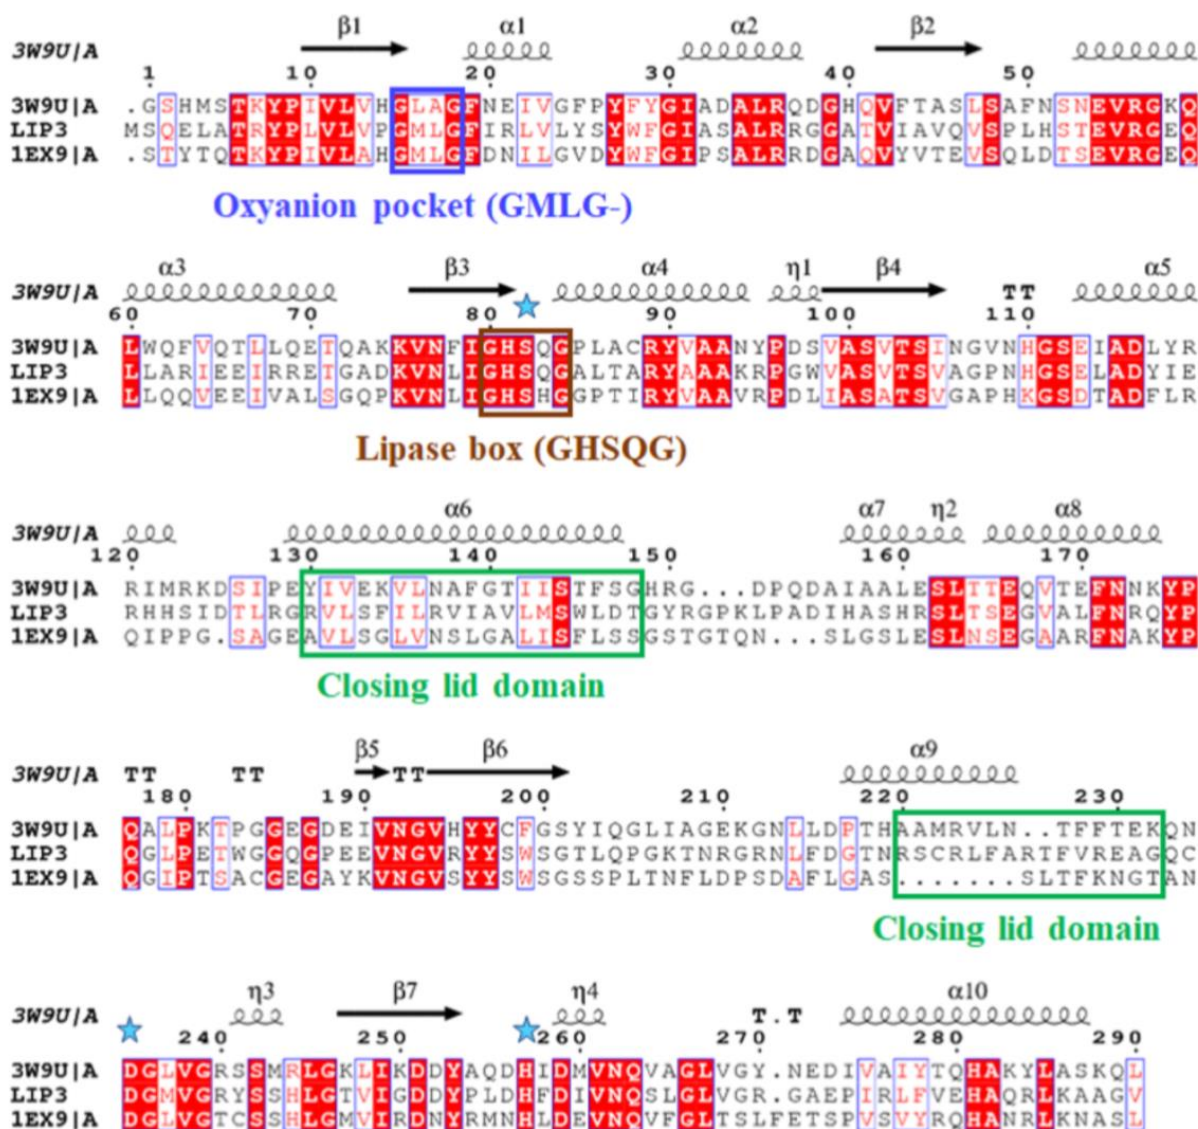 β1 α1 α2 β2
3W9U|A
1 10 20 30 40 50
3W9U|A .GSHMSTKYPIVLVHGLAGFNEIVGFPYFYGIADALRQDGHQVFTASLSAFNSNEVRGKQ
LIP3 MSQELATRYPLVLVPGMLGFIRLVLYSYWFGIASALRRGGATVIAVQVSPLHSTEVRGEQ
1EX9|A .STYTQTKYPIVLAHGMLGFDNILGVDYWFGIPSALRRDGAQVYVTEVSQLDTSEVRGEQ
Oxyanion pocket (GMLG-)
α3 β3 α4 η1 β4 α5
3W9U|A TT
60 70 80 90 100 110
3W9U|A LWQFVQTLLQETQAKKVNFIGHSQGPLACRYVAANYPDSVASVTSINGVNHGSEIADLYR
LIP3 LLARIEEIRRETGADKVNLIGHSQGALTARYAAAKRPGWVASVTSVAGPNHGSELADYIE
1EX9|A LLQQVEEIVALSGQPKVNLIGHSHGGPTIRYVAAVRPDLIASATSVGAPHKGSDTADFLR
Lipase box (GHSQG)
α6 α7 η2 α8
3W9U|A
120 130 140 150 160 170
3W9U|A RIMRKDSIPEYIVEKVLNAFGTIISTFSGHRG...DPQDAIAALESLTTEQVTEFNNKYP
LIP3 RHHSIDTLRGRVLSFILRVIAVLMSWLDTGYRGPKLPADIHASHRSLTSEGVALFNRQYP
1EX9|A QIPPG.SAGEAVLSGLVNSLGALISFLSSGSTGTQN...SLGSLESLNSEGAARFNAKYP
Closing lid domain
β5 β6 α9
3W9U|A TT TT TT
180 190 200 210 220 230
3W9U|A QALPKTPGGEGDEIVNGVHYYCFGSYIQGLIAGEKGNLLDPTHAAMRVLN..TFFTEKQN
LIP3 QGLPETWGGQGPEEVNGVRYYSWSGTLQPGKTNRGRNLFDGTNRSCRLFARTFVREAGQC
1EX9|A QGIPTSACGEGAYKVNGVSYYSWSGSSPLTNFLDPSDAFLGAS.......SLTFKNGTAN
Closing lid domain
η3 β7 η4 α10
3W9U|A T.T
240 250 260 270 280 290
3W9U|A DGLVGRSSMRLGKLIKDDYAQDHIDMVNQVAGLVGY.NEDIVAIYTQHAKYLASKQL
LIP3 DGMVGRYSSHLGTVIGDDYPLDHFDIVNQSLGLVGR.GAEPIRLFVEHAQRLKAAGV
1EX9|A DGLVGTCSSHLGMVIRDNYRMNHLDEVNQVFGLTSLFETSPVSVYRQHANRLKNASL